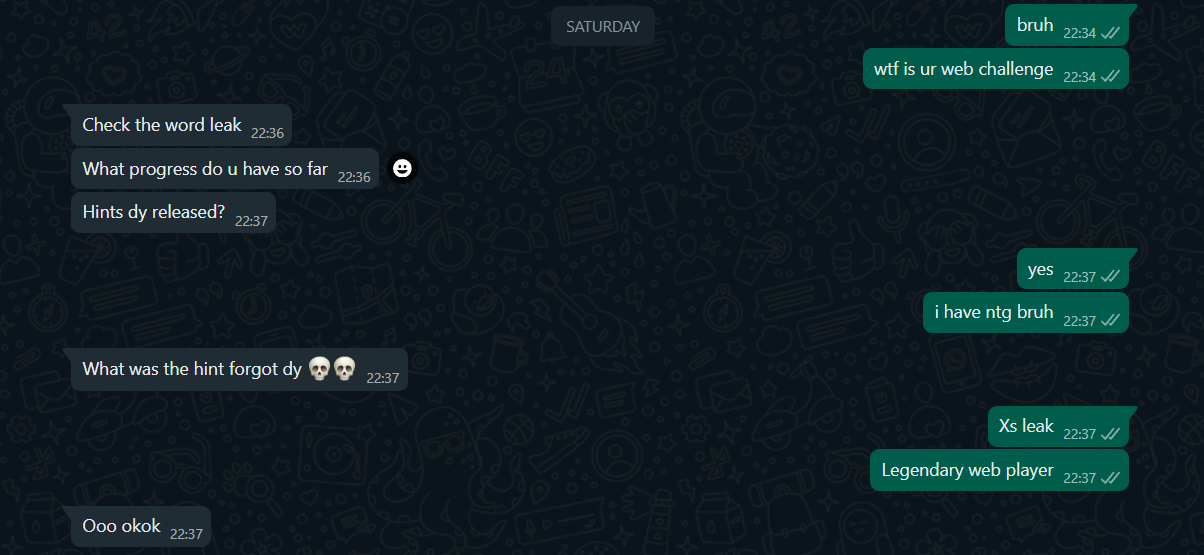 SATURDAY
bruh 22:34
wtf is ur web challenge 22:34
Check the word leak 22:36
What progress do u have so far 22:36
Hints dy released? 22:37
yes 22:37
i have ntg bruh 22:37
What was the hint forgot dy 💀💀 22:37
Xs leak 22:37
Legendary web player 22:37
Ooo okok 22:37